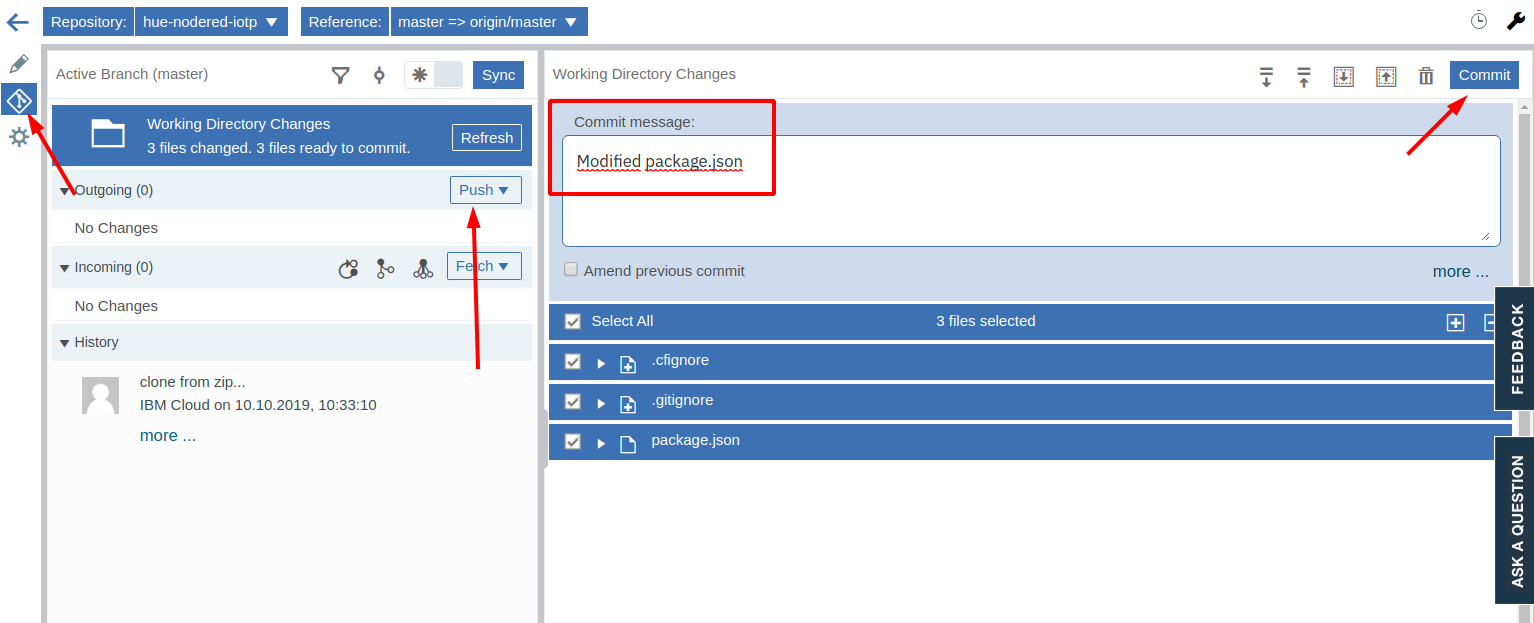 Repository: hue-nodered-iotp Reference: master => origin/master
Active Branch (master) Sync
Working Directory Changes
3 files changed. 3 files ready to commit.
Refresh
Outgoing (0) Push
No Changes
Incoming (0) Fetch
No Changes
History
clone from zip...
IBM Cloud on 10.10.2019, 10:33:10
more ...
Working Directory Changes Commit
Commit message:
Modified package.json
Amend previous commit more ...
Select All 3 files selected
.cfignore
.gitignore
package.json
FEEDBACK
ASK A QUESTION